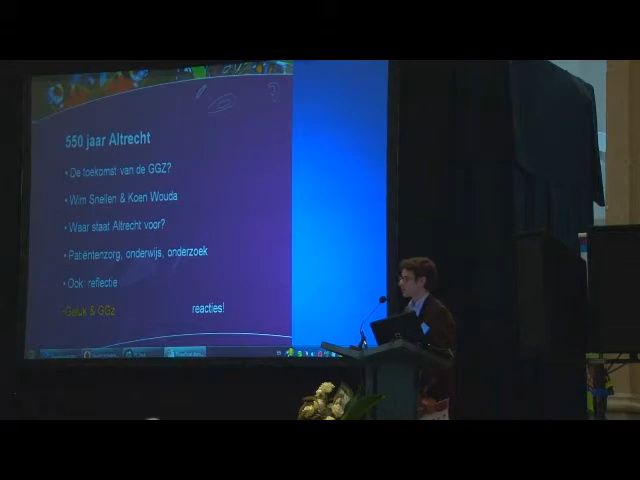 550 jaar Altrecht
• De toekomst van de GGZ?
• Wim Snellen & Koen Wouda
• Waar staat Altrecht voor?
• Patiëntenzorg, onderwijs, onderzoek
• Ook: reflectie
• Geluk & GGz reacties!